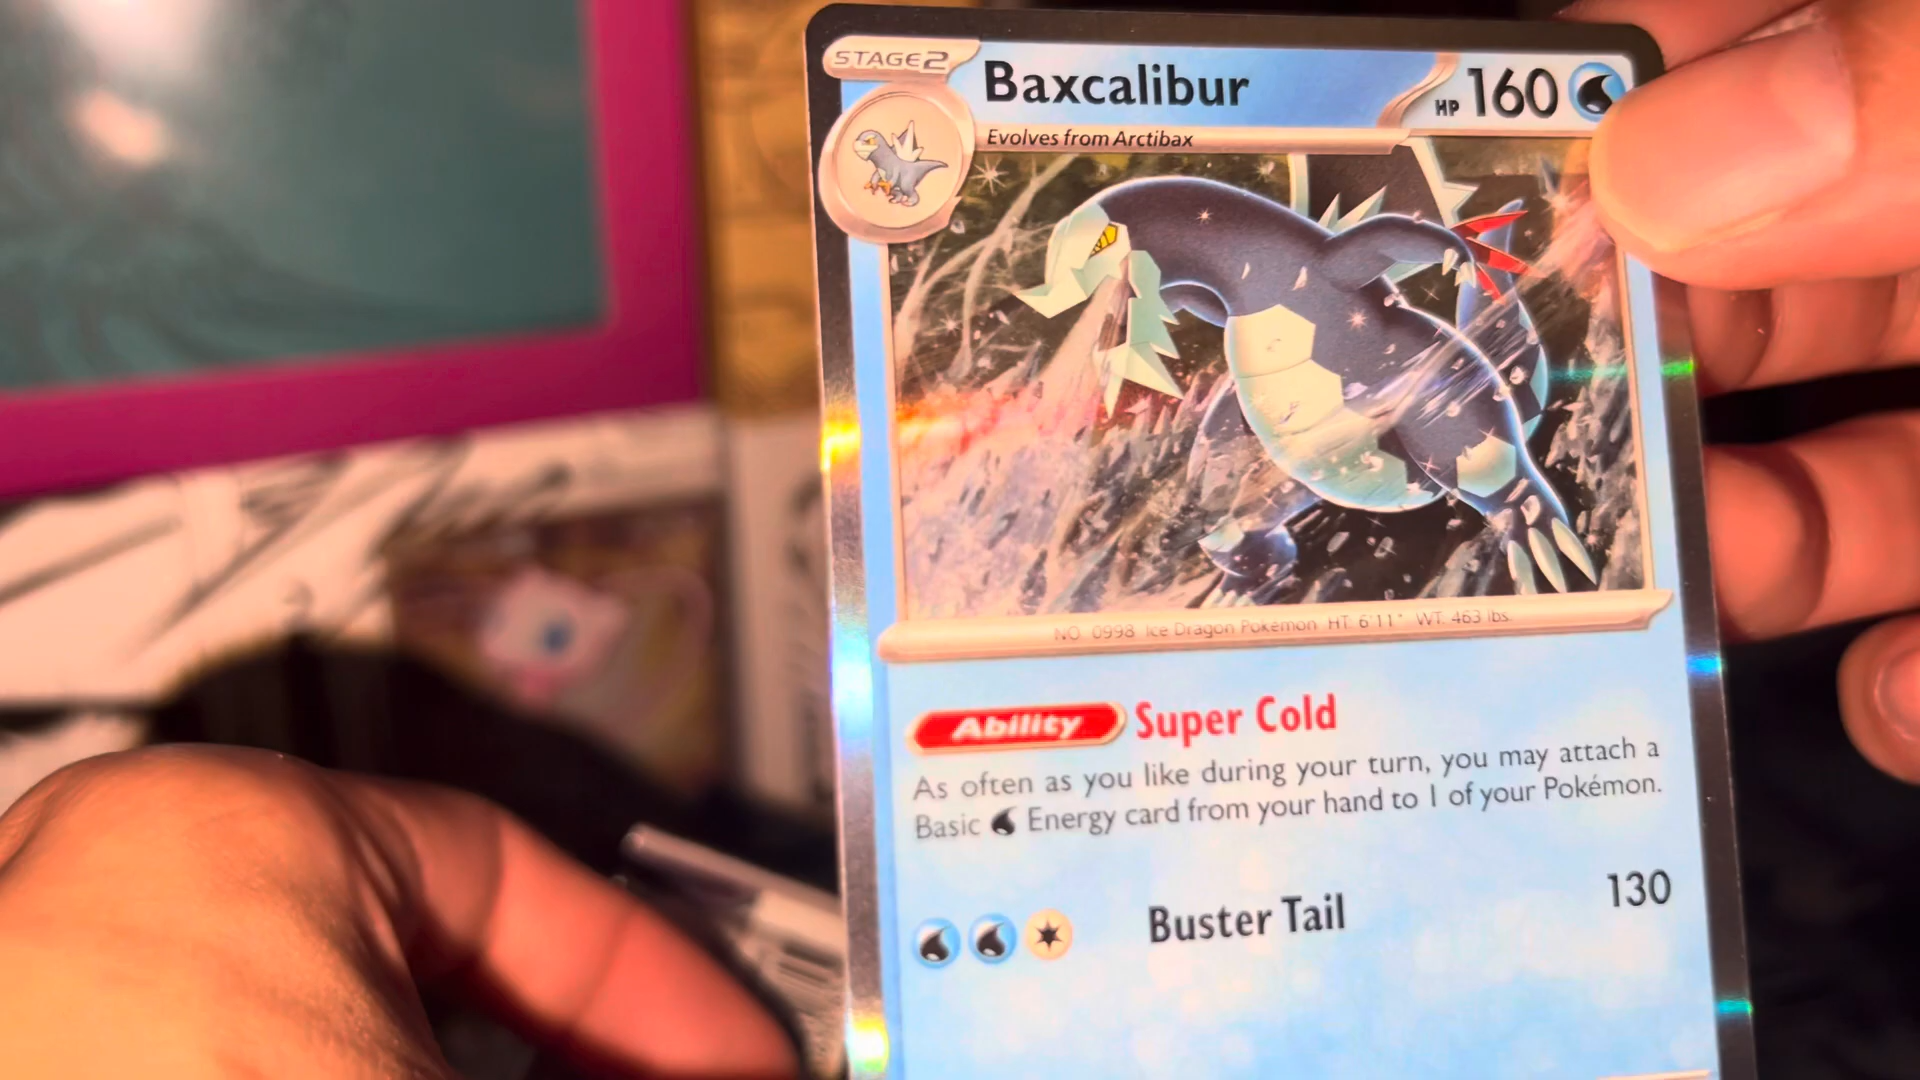 STAGE2
Baxcalibur
HP 160
Evolves from Arctibax
NO. 0998 Ice Dragon Pokémon HT: 6'11" WT: 463 lbs.
Ability Super Cold
As often as you like during your turn, you may attach a
Basic Energy card from your hand to 1 of your Pokémon.
Buster Tail 130